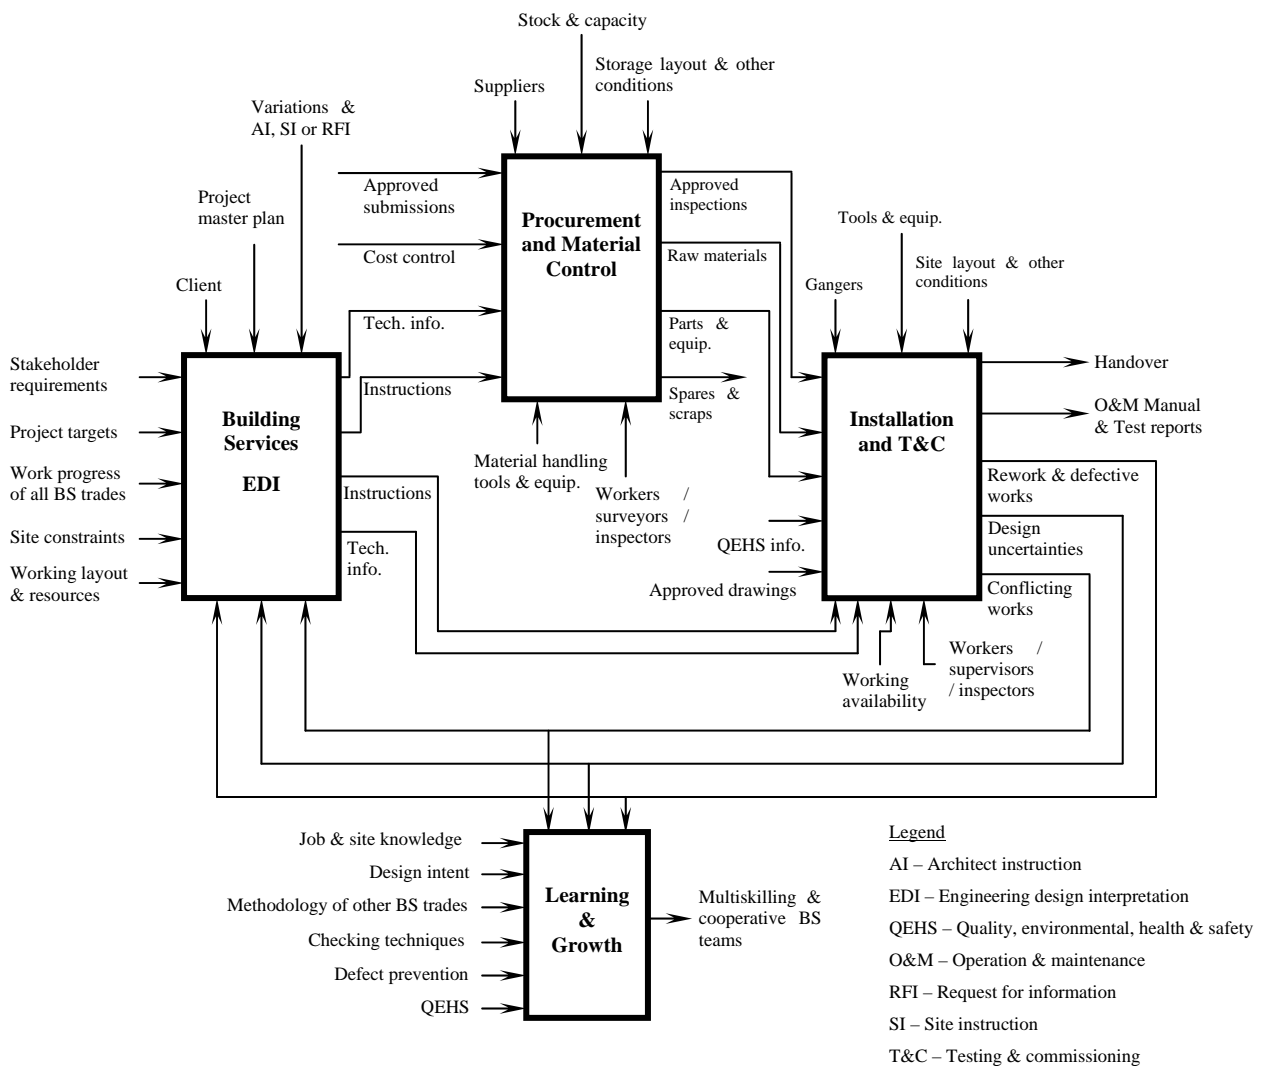 Stock & capacity
Storage layout & other
conditions
Suppliers
Variations &
AI, SI or RFI
Project
master plan
Client
Approved
submissions
Cost control
Tech. info.
Instructions
Procurement
and Material
Control
Approved
inspections
Raw materials
Parts &
equip.
Spares &
scraps
Tools & equip.
Site layout & other
conditions
Gangers
Stakeholder
requirements
Project targets
Work progress
of all BS trades
Site constraints
Working layout
& resources
Building
Services
EDI
Instructions
Tech.
info.
Material handling
tools & equip.
Workers /
surveyors /
inspectors
QEHS info.
Approved drawings
Installation
and T&C
Handover
O&M Manual
& Test reports
Rework & defective
works
Design
uncertainties
Conflicting
works
Working
availability
Workers /
supervisors
/ inspectors
Job & site knowledge
Design intent
Methodology of other BS trades
Checking techniques
Defect prevention
QEHS
Learning
&
Growth
Multiskilling &
cooperative BS
teams
Legend
AI – Architect instruction
EDI – Engineering design interpretation
QEHS – Quality, environmental, health & safety
O&M – Operation & maintenance
RFI – Request for information
SI – Site instruction
T&C – Testing & commissioning